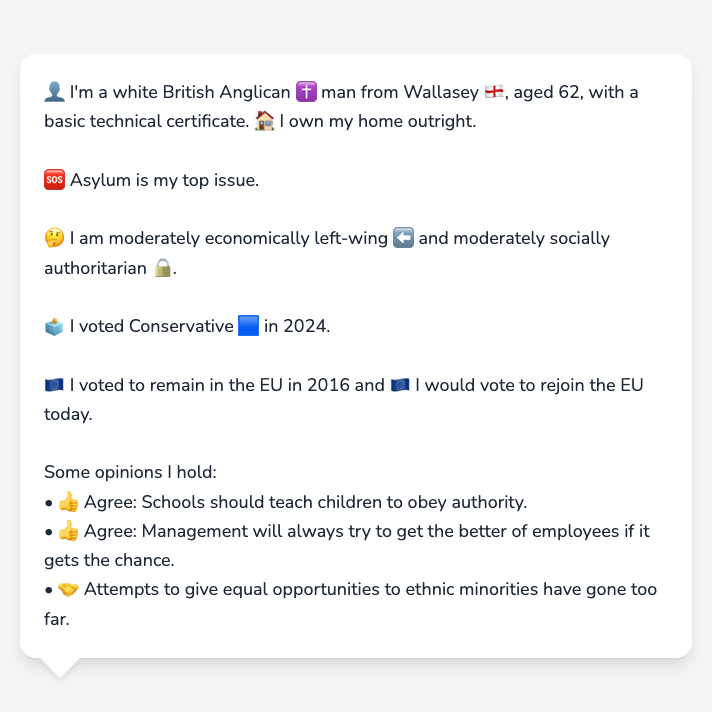 👤 I'm a white British Anglican ✝️ man from Wallasey 🏴󠁧󠁢󠁥󠁮󠁧󠁿, aged 62, with a
basic technical certificate. 🏠 I own my home outright.
🆘 Asylum is my top issue.
🤔 I am moderately economically left-wing ⬅️ and moderately socially
authoritarian 🔒.
🗳️ I voted Conservative 🟦 in 2024.
🇪🇺 I voted to remain in the EU in 2016 and 🇪🇺 I would vote to rejoin the EU
today.
Some opinions I hold:
• 👍 Agree: Schools should teach children to obey authority.
• 👍 Agree: Management will always try to get the better of employees if it
gets the chance.
• 🤝 Attempts to give equal opportunities to ethnic minorities have gone too
far.